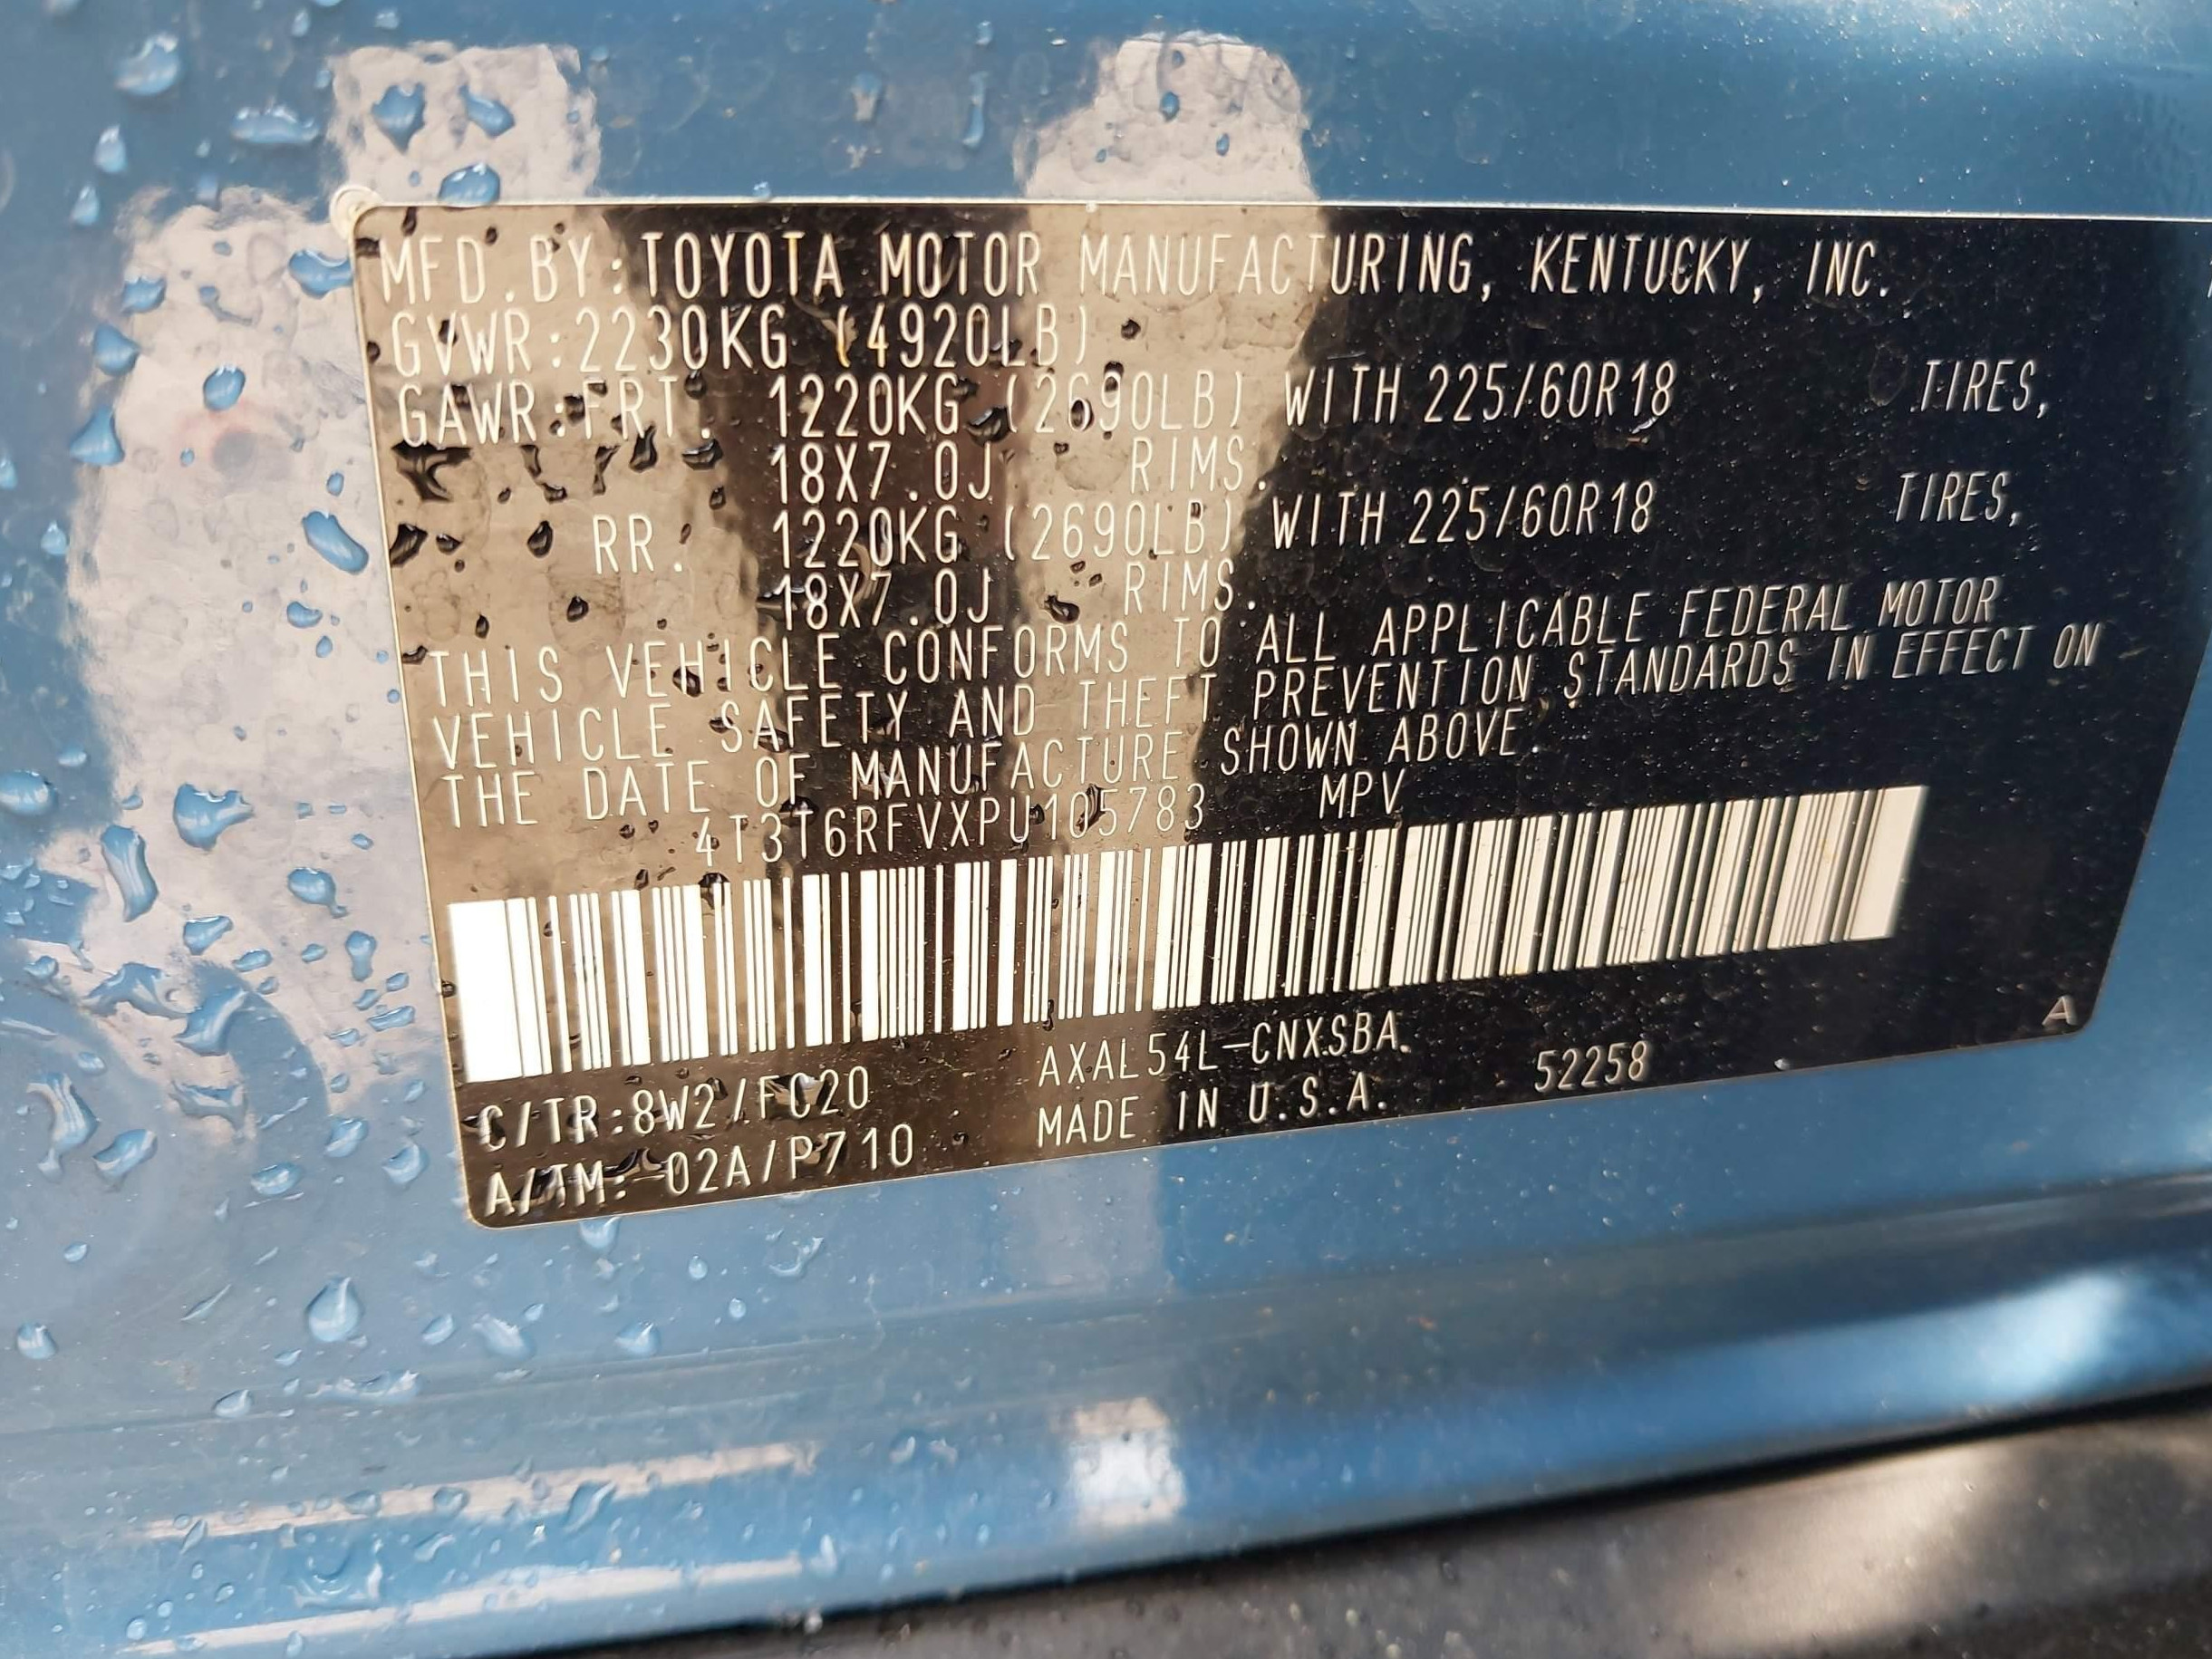 MFD.BY:TOYOTA MOTOR MANUFACTURING, KENTUCKY, INC.
GVWR:2230KG (4920LB)
GAWR:FRT. 1220KG (2690LB) WITH 225/60R18 TIRES,
18X7.0J RIMS.
RR. 1220KG (2690LB) WITH 225/60R18 TIRES,
18X7.0J RIMS.
THIS VEHICLE CONFORMS TO ALL APPLICABLE FEDERAL MOTOR
VEHICLE SAFETY AND THEFT PREVENTION STANDARDS IN EFFECT ON
THE DATE OF MANUFACTURE SHOWN ABOVE.
4T3T6RFVXPU105783 MPV
C/TR:8W2/FC20 AXAL54L-CNXSBA
A/TM:-02A/P710 MADE IN U.S.A. 52258 A